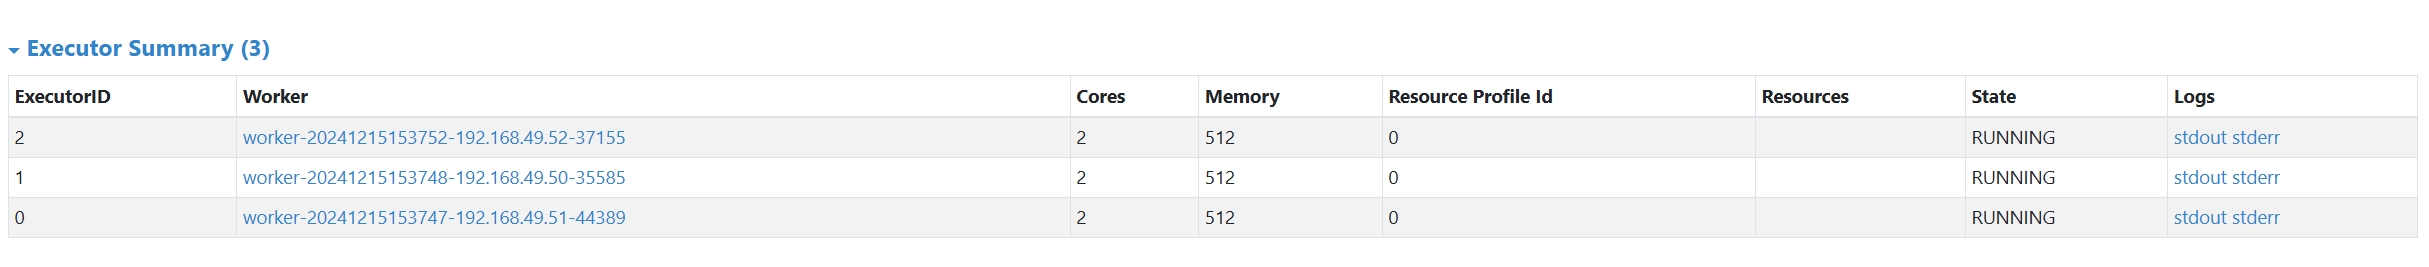 Executor Summary (3)
ExecutorID Worker Cores Memory Resource Profile Id Resources State Logs
2 worker-20241215153752-192.168.49.52-37155 2 512 0 RUNNING stdout stderr
1 worker-20241215153748-192.168.49.50-35585 2 512 0 RUNNING stdout stderr
0 worker-20241215153747-192.168.49.51-44389 2 512 0 RUNNING stdout stderr